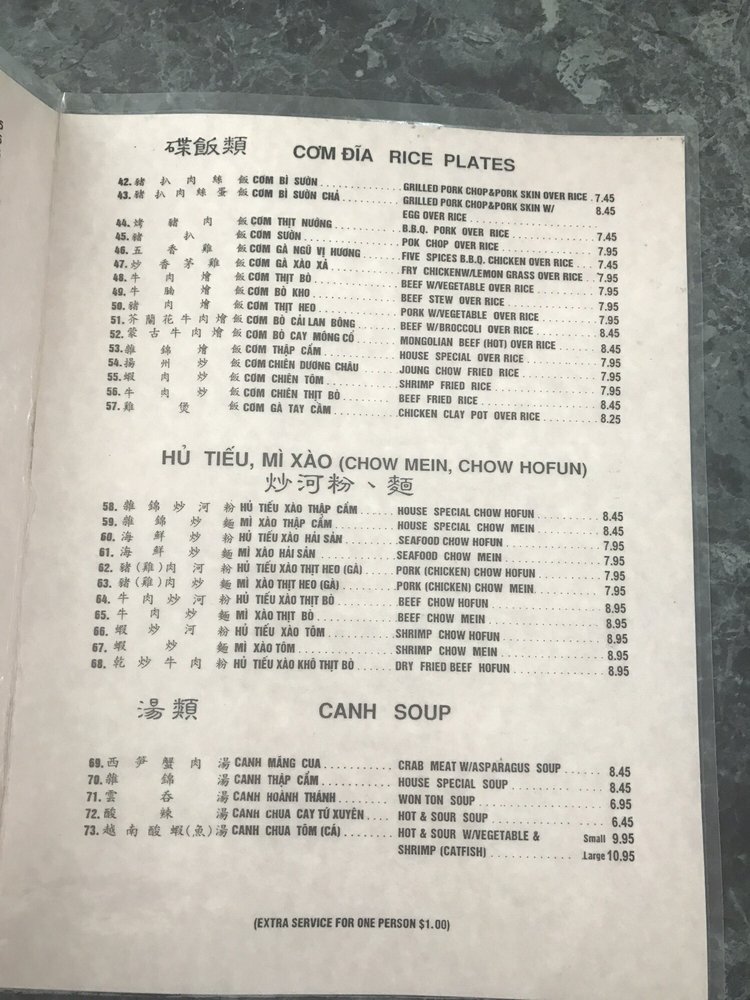 碟飯類 CƠM ĐĨA RICE PLATES
42. 豬扒肉絲飯 CƠM BÌ SƯỜN GRILLED PORK CHOP&PORK SKIN OVER RICE 7.45
43. 豬扒肉絲蛋飯 CƠM BÌ SƯỜN CHẢ GRILLED PORK CHOP&PORK SKIN W/
EGG OVER RICE 8.45
44. 烤豬肉飯 CƠM THỊT NƯỚNG B.B.Q. PORK OVER RICE 7.45
45. 豬扒飯 CƠM SƯỜN POK CHOP OVER RICE 7.95
46. 五香雞飯 CƠM GÀ NGŨ VỊ HƯƠNG FIVE SPICES B.B.Q. CHICKEN OVER RICE 7.45
47. 炒香茅雞飯 CƠM GÀ XÀO XẢ FRY CHICKENW/LEMON GRASS OVER RICE 7.95
48. 牛肉燴飯 CƠM THỊT BÒ BEEF W/VEGETABLE OVER RICE 7.95
49. 牛腩燴飯 CƠM BÒ KHO BEEF STEW OVER RICE 7.95
50. 豬肉燴飯 CƠM THỊT HEO PORK W/VEGETABLE OVER RICE 7.95
51. 芥蘭花牛肉燴飯 CƠM BÒ CẢI LAN BÔNG BEEF W/BROCCOLI OVER RICE 8.45
52. 蒙古牛肉燴飯 CƠM BÒ CAY MÔNG CỔ MONGOLIAN BEEF (HOT) OVER RICE 8.45
53. 雜錦燴飯 CƠM THẬP CẨM HOUSE SPECIAL OVER RICE 7.95
54. 揚州炒飯 CƠM CHIÊN DƯƠNG CHÂU JOUNG CHOW FRIED RICE 7.95
55. 蝦肉炒飯 CƠM CHIÊN TÔM SHRIMP FRIED RICE 7.95
56. 牛肉炒飯 CƠM CHIÊN THỊT BÒ BEEF FRIED RICE 8.45
57. 雞煲飯 CƠM GÀ TAY CẦM CHICKEN CLAY POT OVER RICE 8.25
HỦ TIẾU, MÌ XÀO (CHOW MEIN, CHOW HOFUN)
炒河粉、麵
58. 雜錦炒河粉 HỦ TIẾU XÀO THẬP CẨM HOUSE SPECIAL CHOW HOFUN 8.45
59. 雜錦炒麵 MÌ XÀO THẬP CẨM HOUSE SPECIAL CHOW MEIN 8.45
60. 海鮮炒粉 HỦ TIẾU XÀO HẢI SẢN SEAFOOD CHOW HOFUN 7.95
61. 海鮮炒麵 MÌ XÀO HẢI SẢN SEAFOOD CHOW MEIN 7.95
62. 豬(雞)肉河粉 HỦ TIẾU XÀO THỊT HEO (GÀ) PORK (CHICKEN) CHOW HOFUN 7.95
63. 豬(雞)肉炒麵 MÌ XÀO THỊT HEO (GÀ) PORK (CHICKEN) CHOW MEIN 7.95
64. 牛肉炒河粉 HỦ TIẾU XÀO THỊT BÒ BEEF CHOW HOFUN 8.95
65. 牛肉炒麵 MÌ XÀO THỊT BÒ BEEF CHOW MEIN 8.95
66. 蝦炒河粉 HỦ TIẾU XÀO TÔM SHRIMP CHOW HOFUN 8.95
67. 蝦炒麵 MÌ XÀO TÔM SHRIMP CHOW MEIN 8.95
68. 乾炒牛肉粉 HỦ TIẾU XÀO KHÔ THỊT BÒ DRY FRIED BEEF HOFUN 8.95
湯類 CANH SOUP
69. 西笋蟹肉湯 CANH MĂNG CUA CRAB MEAT W/ASPARAGUS SOUP 8.45
70. 雜錦湯 CANH THẬP CẨM HOUSE SPECIAL SOUP 8.45
71. 雲吞湯 CANH HOÀNH THÁNH WON TON SOUP 6.95
72. 酸辣湯 CANH CHUA CAY TỨ XUYÊN HOT & SOUR SOUP 6.45
73. 越南酸蝦(魚)湯 CANH CHUA TÔM (CÁ) HOT & SOUR W/VEGETABLE & Small 9.95
SHRIMP (CATFISH) Large 10.95
(EXTRA SERVICE FOR ONE PERSON $1.00)